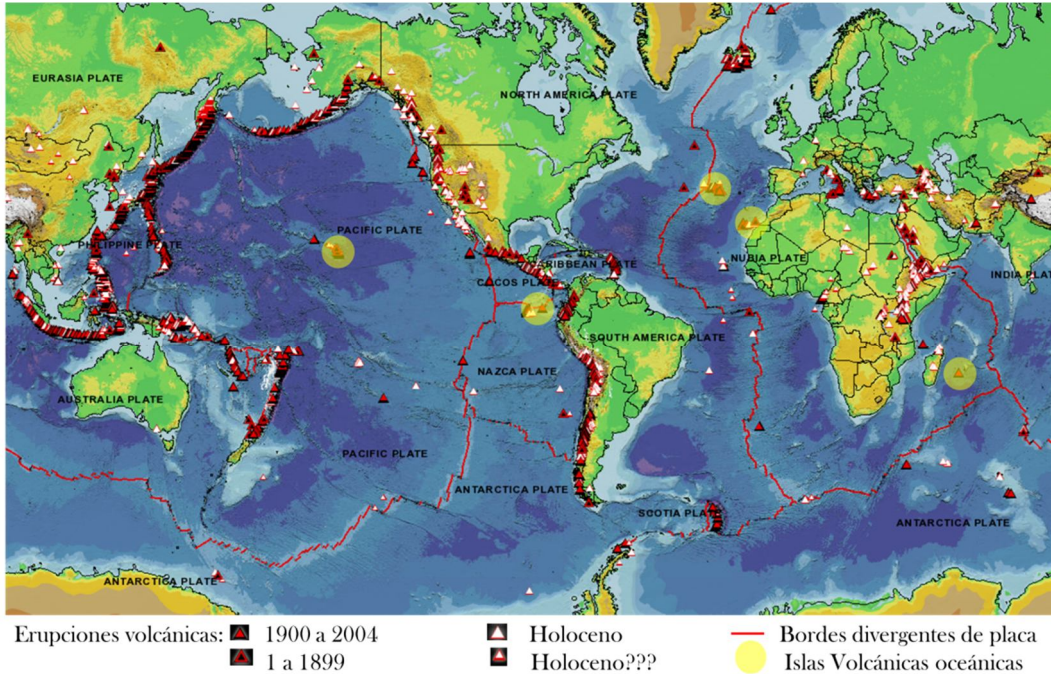 EURASIA PLATE
NORTH AMERICA PLATE
PACIFIC PLATE
PHILIPPINE PLATE
CARIBBEAN PLATE
NUBIA PLATE
INDIA PLATE
COCOS PLATE
SOUTH AMERICA PLATE
NAZCA PLATE
AUSTRALIA PLATE
PACIFIC PLATE
ANTARCTICA PLATE
SCOTIA PLATE
ANTARCTICA PLATE
ANTARCTICA PLATE
Erupciones volcánicas: 1900 a 2004 Holoceno Bordes divergentes de placa
1 a 1899 Holoceno??? Islas Volcánicas oceánicas